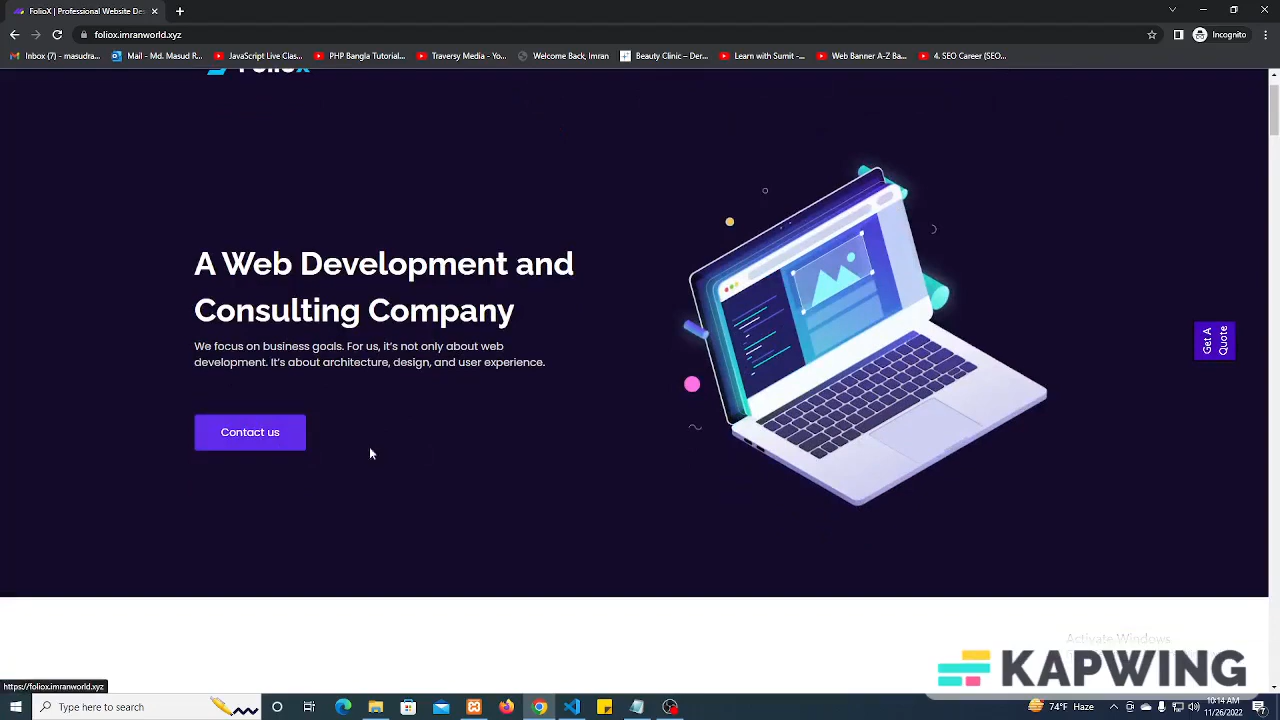 FolioX | Professional Website Des
Incognito
foliox.imranworld.xyz
Inbox (1) - masudra...
Mail - Md. Masud R...
JavaScript Live Clas...
PHP Bangla Tutorial...
Traversy Media - Yo...
Welcome Back, Imran
Beauty Clinic – Der...
Learn with Sumit -...
Web Banner A-Z Ba...
4. SEO Career (SEO...
FolioX
A Web Development and
Consulting Company
We focus on business goals. For us, it's not only about web
development. It's about architecture, design, and user experience.
Contact us
Get A
Quote
Activate Windows
KAPWING
https://foliox.imranworld.xyz
Type here to search
74°F Haze
10:14 AM
11/26/2022